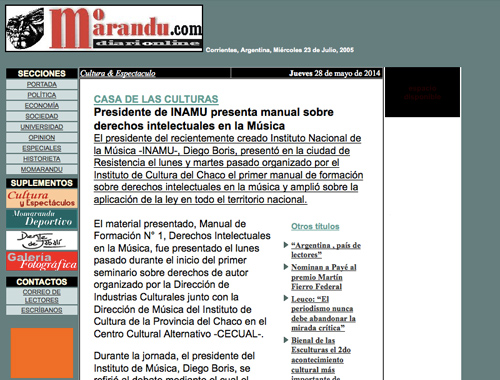 Momarandu.com
diarionline
Corrientes, Argentina, Miércoles 23 de Julio, 2005
SECCIONES
PORTADA
POLÍTICA
ECONOMÍA
SOCIEDAD
UNIVERSIDAD
OPINION
ESPECIALES
HISTORIETA
MOMARANDU
SUPLEMENTOS
Cultura
y Espectáculos
Momarandu
Deportivo
Galería
Fotográfica
CONTACTOS
CORREO DE
LECTORES
ESCRÍBANOS
Cultura & Espectaculo
Jueves 28 de mayo de 2014
CASA DE LAS CULTURAS
Presidente de INAMU presenta manual sobre
derechos intelectuales en la Música
El presidente del recientemente creado Instituto Nacional de
la Música -INAMU-, Diego Boris, presentó en la ciudad de
Resistencia el lunes y martes pasado organizado por el
Instituto de Cultura del Chaco el primer manual de formación
sobre derechos intelectuales en la música y amplió sobre la
aplicación de la ley en todo el territorio nacional.
El material presentado, Manual de
Formación N° 1, Derechos Intelectuales
en la Música, fue presentado el lunes
pasado durante el inicio del primer
seminario sobre derechos de autor
organizado por la Dirección de
Industrias Culturales junto con la
Dirección de Música del Instituto de
Cultura de la Provincia del Chaco en el
Centro Cultural Alternativo -CECUAL-.
Durante la jornada, el presidente del
Instituto de Música, Diego Boris, se
refirió al debate mediante el cual el
Otros títulos
“Argentina , país de
lectores”
Nominan a Payé al
premio Martín
Fierro Federal
Leuco: “El
periodismo nunca
debe abandonar la
mirada crítica”
Bienal de las
Esculturas el 2do
acontecimiento
cultural más
importante de